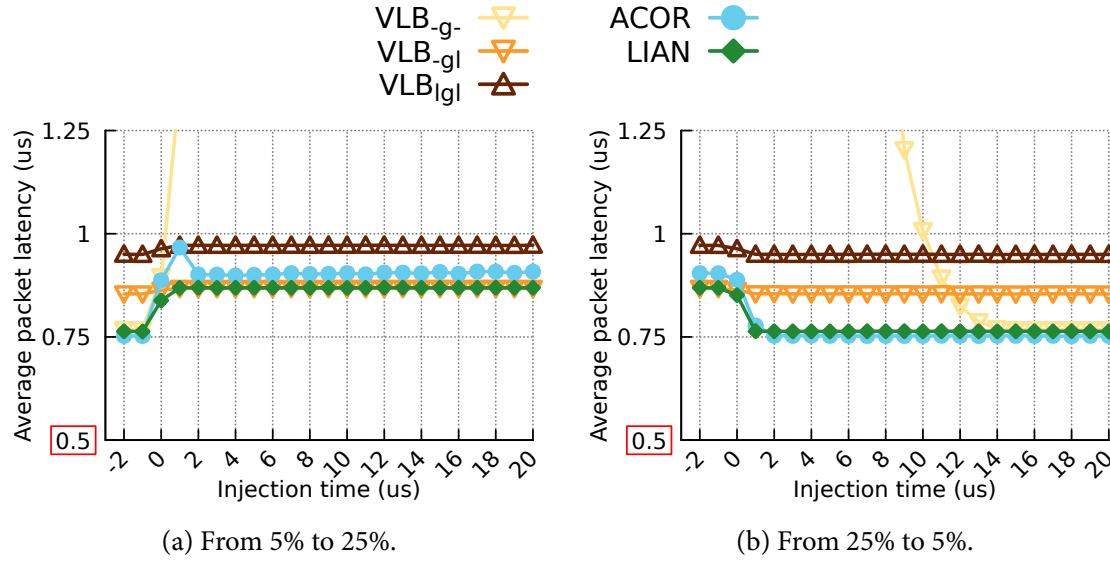 VLB-g-
VLB-gl
VLBlgl
ACOR
LIAN
Average packet latency (us)
1.25
1
0.75
0.5
-2 0 2 4 6 8 10 12 14 16 18 20
Injection time (us)
(a) From 5% to 25%.
Average packet latency (us)
1.25
1
0.75
0.5
-2 0 2 4 6 8 10 12 14 16 18 20
Injection time (us)
(b) From 25% to 5%.